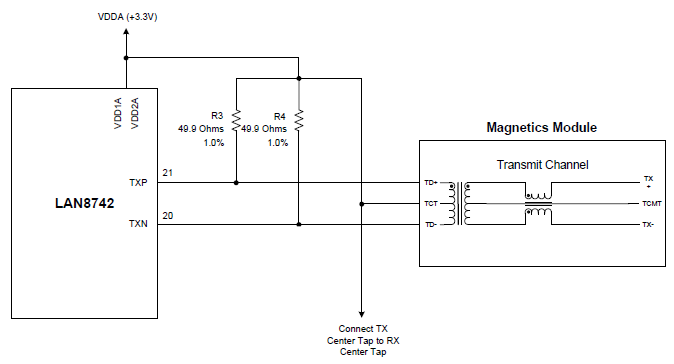 VDDA (+3.3V)
VDD1A
VDD2A
R3
49.9 Ohms
1.0%
R4
49.9 Ohms
1.0%
Magnetics Module
Transmit Channel
LAN8742
TXP
21
TXN
20
TD+
TCT
TD-
TX
+
TCMT
TX-
Connect TX
Center Tap to RX
Center Tap